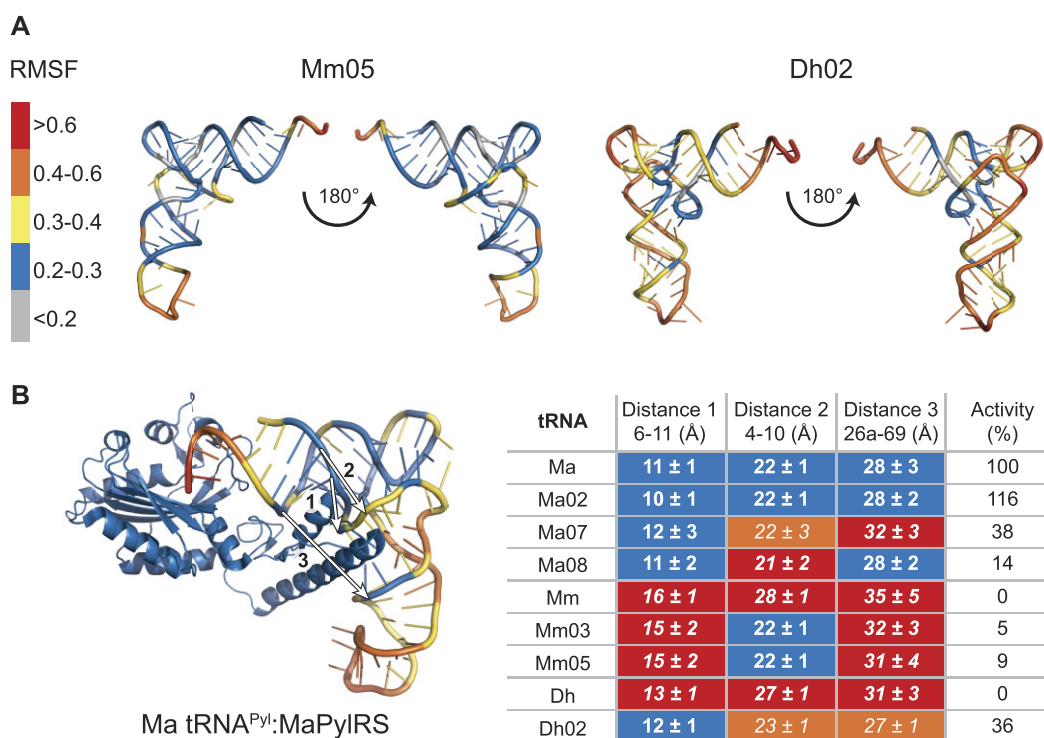 A
RMSF
Mm05
Dh02
>0.6
0.4-0.6
0.3-0.4
0.2-0.3
<0.2
180°
180°
B
1
2
3
Ma tRNAᴾʸˡ:MaPylRS
tRNA Distance 1 6-11 (Å) Distance 2 4-10 (Å) Distance 3 26a-69 (Å) Activity (%)
Ma 11 ± 1 22 ± 1 28 ± 3 100
Ma02 10 ± 1 22 ± 1 28 ± 2 116
Ma07 12 ± 3 22 ± 3 32 ± 3 38
Ma08 11 ± 2 21 ± 2 28 ± 2 14
Mm 16 ± 1 28 ± 1 35 ± 5 0
Mm03 15 ± 2 22 ± 1 32 ± 3 5
Mm05 15 ± 2 22 ± 1 31 ± 4 9
Dh 13 ± 1 27 ± 1 31 ± 3 0
Dh02 12 ± 1 23 ± 1 27 ± 1 36